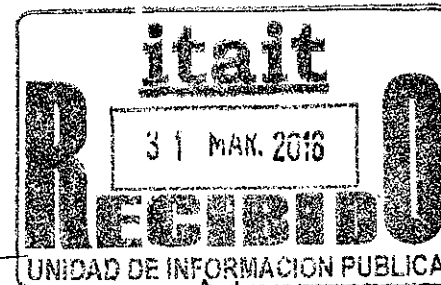 itait
31 MAR. 2016
RECIBIDO
UNIDAD DE INFORMACION PUBLICA